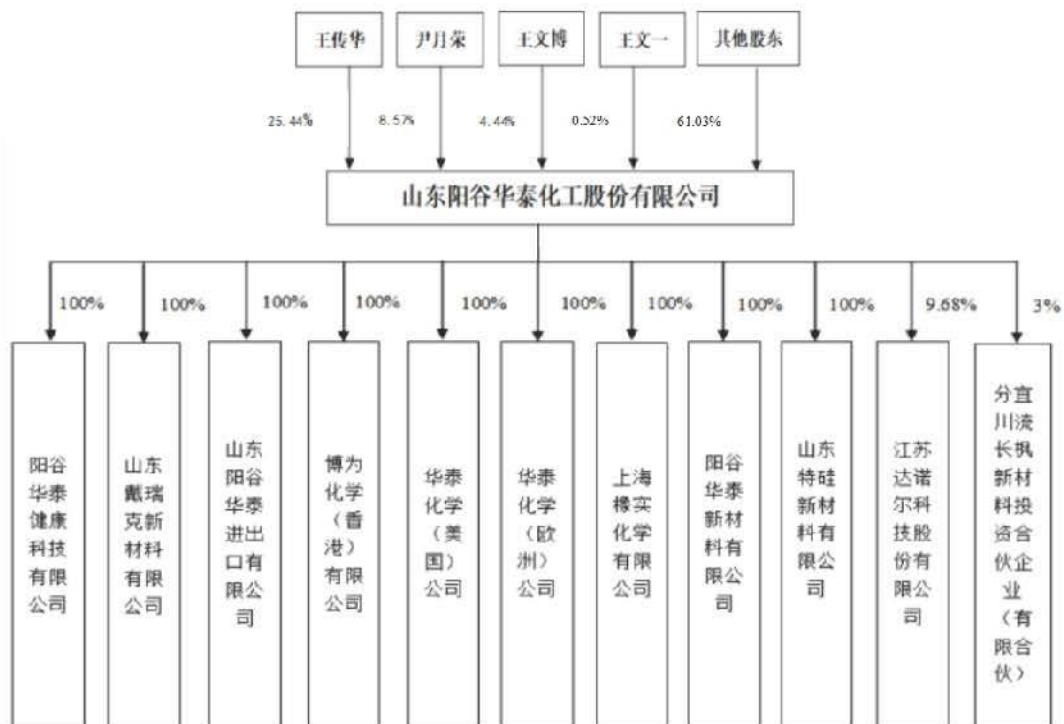 王传华
尹月荣
王文博
王文一
其他股东
25.44%
8.57%
4.44%
0.52%
61.03%
山东阳谷华泰化工股份有限公司
100%
100%
100%
100%
100%
100%
100%
100%
100%
9.68%
3%
阳谷
华泰
健康
科技
有限
公司
山东
戴瑞
克新
材料
有限
公司
山东
阳谷
华泰
进出
口有
限公
司
博为
化学
（香
港）
有限
公司
华泰
化学
（美
国）
公司
华泰
化学
（欧
洲）
公司
上海
橡实
化学
有限
公司
阳谷
华泰
新材
料有
限公
司
山东
特硅
新材
料有
限公
司
江苏
达诺
尔科
技股
份有
限公
司
分宜
川流
长枫
新材
料投
资合
伙企
业
（有
限合
伙）